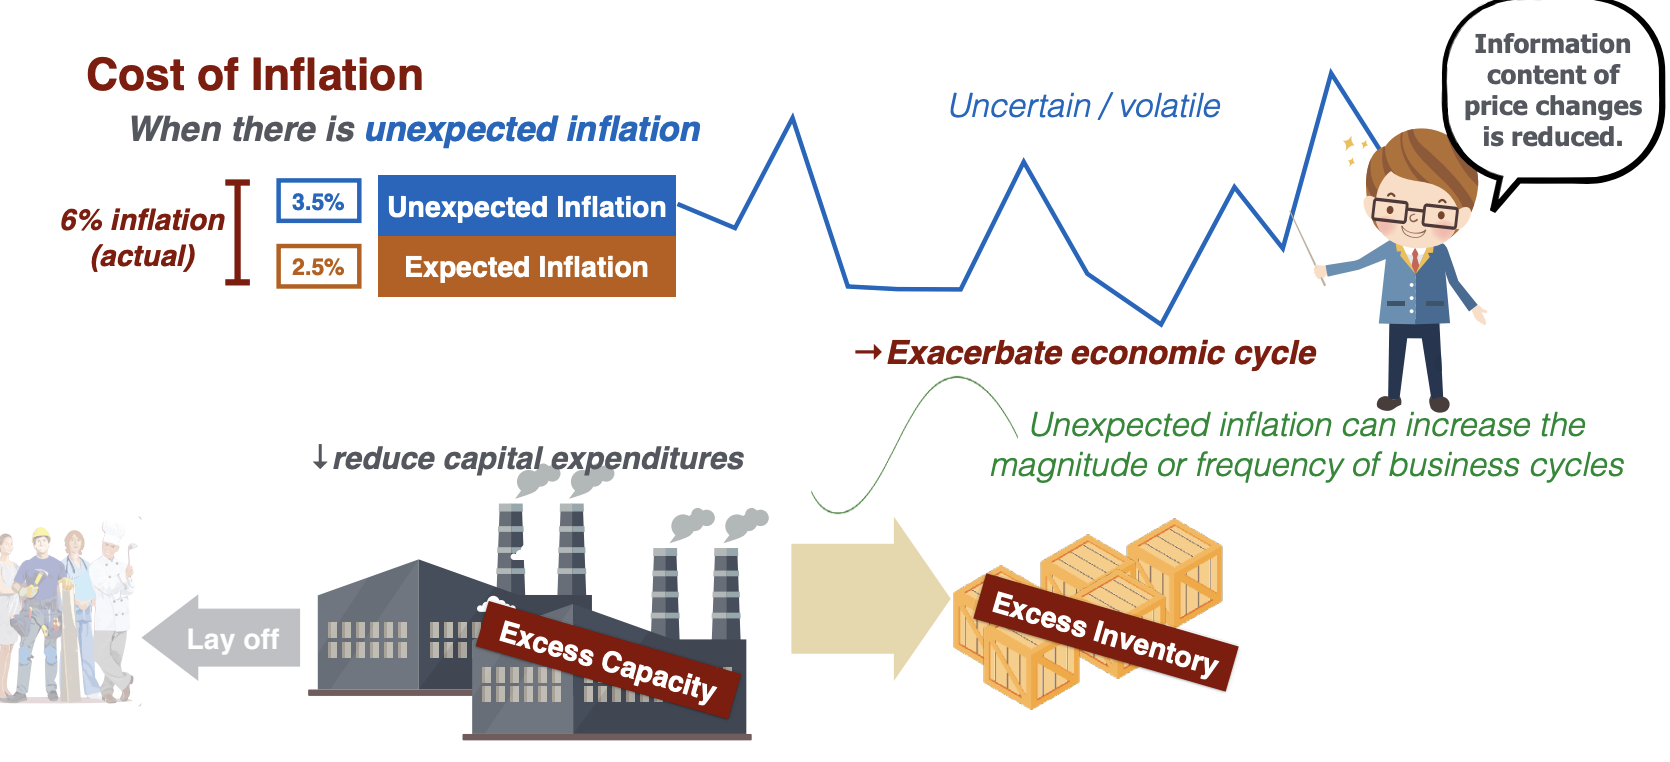 Cost of Inflation
When there is unexpected inflation
Uncertain / volatile
Information
content of
price changes
is reduced.
6% inflation
(actual)
3.5%
Unexpected Inflation
2.5%
Expected Inflation
→ Exacerbate economic cycle
Unexpected inflation can increase the
magnitude or frequency of business cycles
↓reduce capital expenditures
Lay off
Excess Capacity
Excess Inventory